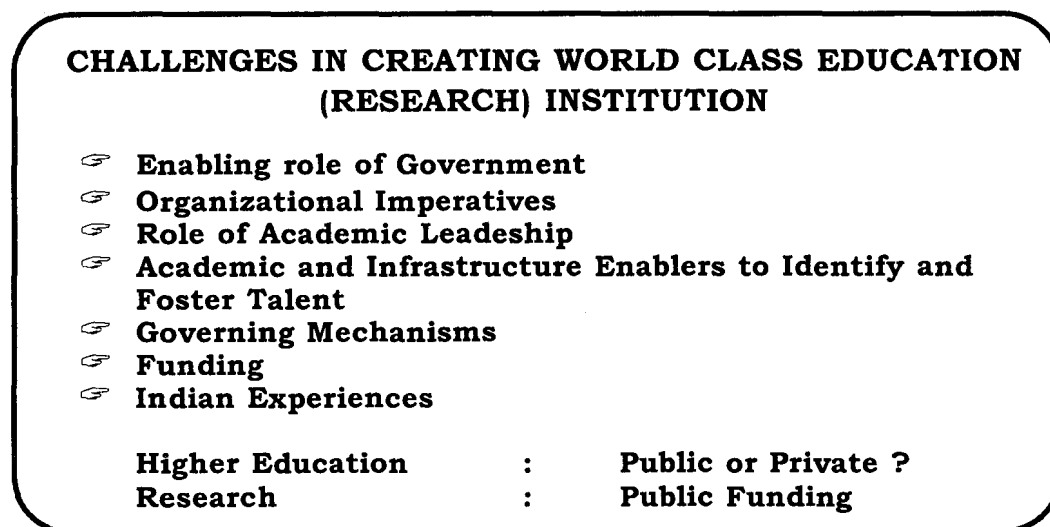 CHALLENGES IN CREATING WORLD CLASS EDUCATION
(RESEARCH) INSTITUTION
☞ Enabling role of Government
☞ Organizational Imperatives
☞ Role of Academic Leadeship
☞ Academic and Infrastructure Enablers to Identify and
Foster Talent
☞ Governing Mechanisms
☞ Funding
☞ Indian Experiences
Higher Education : Public or Private ?
Research : Public Funding